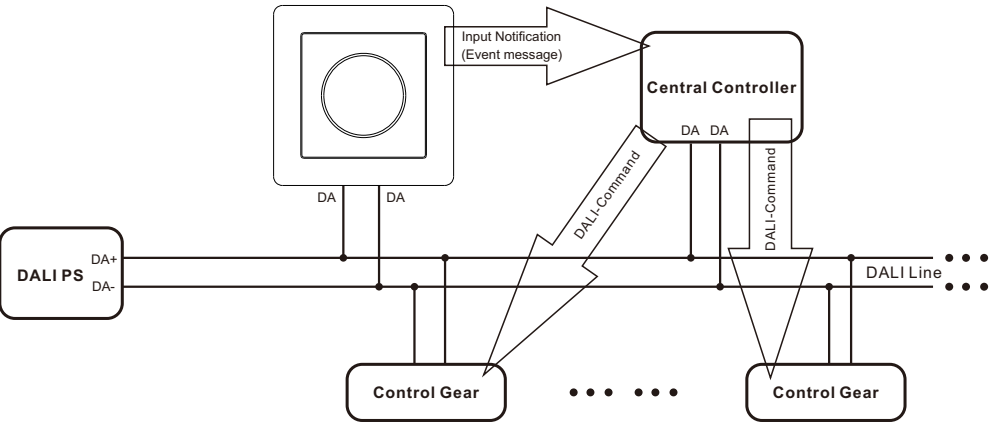 Input Notification
(Event message)
Central Controller
DA DA
DALI-Command
DALI-Command
DA DA
DALI PS
DA+
DA-
DALI Line
Control Gear
Control Gear